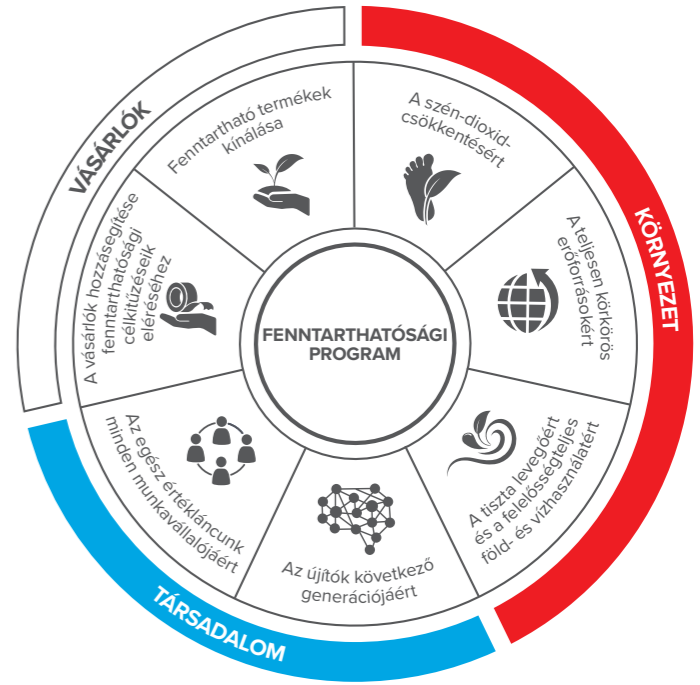 FENNTARTHATÓSÁGI
PROGRAM
KÖRNYEZET
A szén-dioxid-
csökkentésért
A teljesen körkörös
erőforrásokért
A tiszta levegőért
és a felelősségteljes
föld- és vízhasználatért
TÁRSADALOM
Az újítók következő
generációjáért
Az egész értékláncunk
minden munkavállalójáért
VÁSÁRLÓK
A vásárlók hozzásegítése
fenntarthatósági
célkitűzéseik
eléréséhez
Fenntartható termékek
kínálása